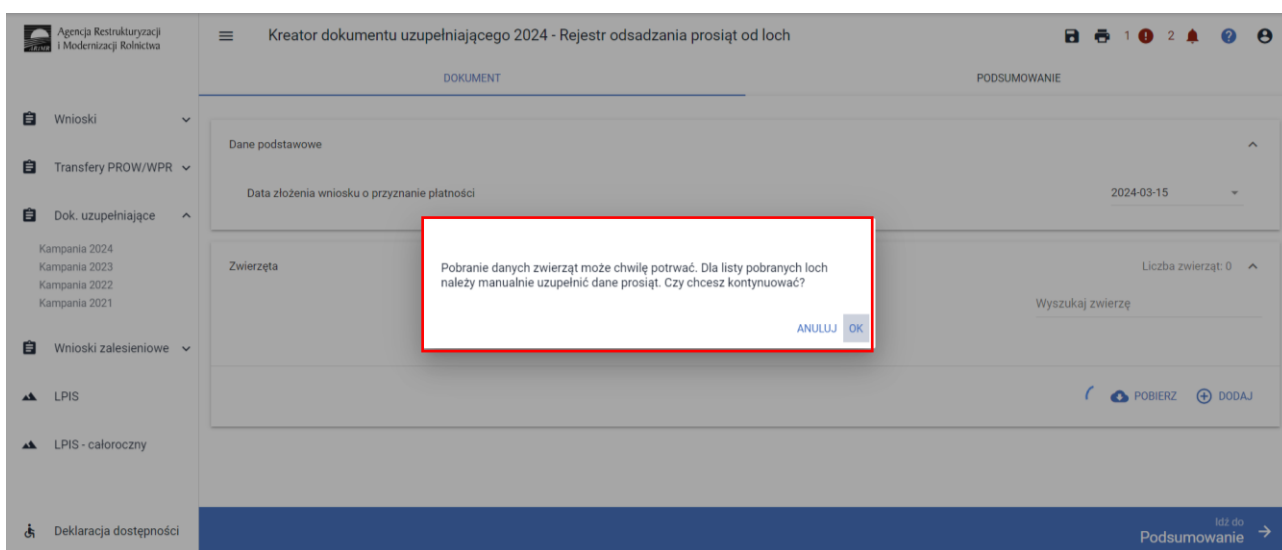 Agencja Restrukturyzacji
i Modernizacji Rolnictwa
Kreator dokumentu uzupełniającego 2024 - Rejestr odsadzania prosiąt od loch
1
2
DOKUMENT
PODSUMOWANIE
Wnioski
Transfery PROW/WPR
Dok. uzupełniające
Kampania 2024
Kampania 2023
Kampania 2022
Kampania 2021
Wnioski zalesieniowe
LPIS
LPIS - całoroczny
Deklaracja dostępności
Dane podstawowe
Data złożenia wniosku o przyznanie płatności
2024-03-15
Zwierzęta
Liczba zwierząt: 0
Wyszukaj zwierzę
Pobranie danych zwierząt może chwilę potrwać. Dla listy pobranych loch
należy manualnie uzupełnić dane prosiąt. Czy chcesz kontynuować?
ANULUJ OK
POBIERZ
DODAJ
Idź do
Podsumowanie